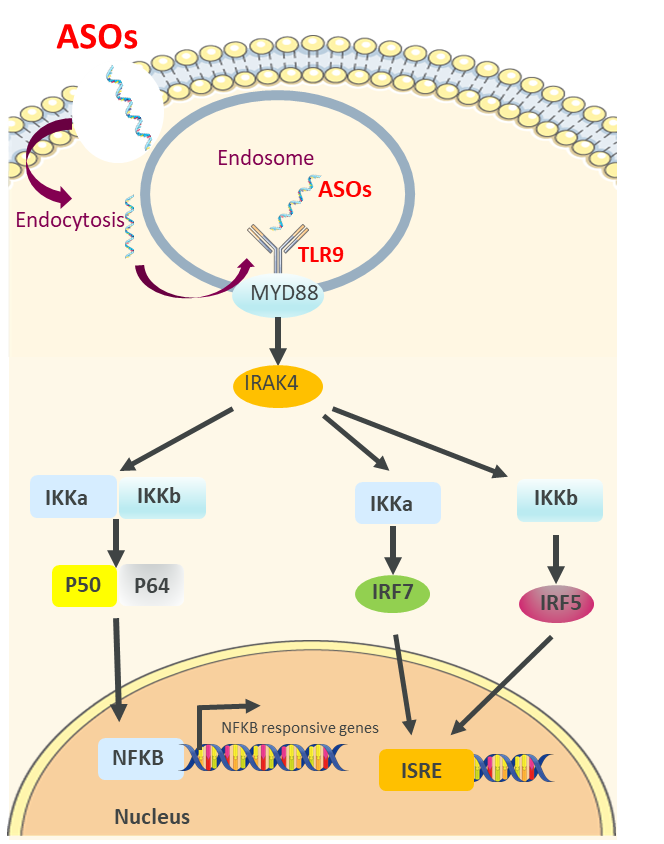 ASOs
Endosome
ASOs
Endocytosis
TLR9
MYD88
IRAK4
IKKa
IKKb
IKKa
IKKb
P50
P64
IRF7
IRF5
NFKB responsive genes
NFKB
ISRE
Nucleus